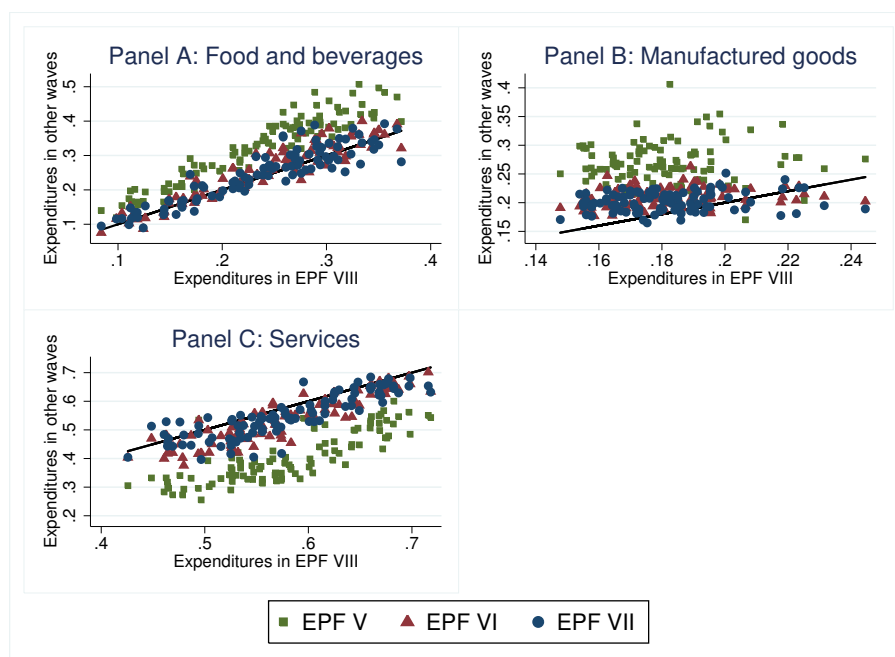 Panel A: Food and beverages
Expenditures in other waves
.5
.4
.3
.2
.1
.1 .2 .3 .4
Expenditures in EPF VIII
Panel B: Manufactured goods
Expenditures in other waves
.4
.35
.3
.25
.2
.15
.14 .16 .18 .2 .22 .24
Expenditures in EPF VIII
Panel C: Services
Expenditures in other waves
.7
.6
.5
.4
.3
.2
.4 .5 .6 .7
Expenditures in EPF VIII
EPF V EPF VI EPF VII